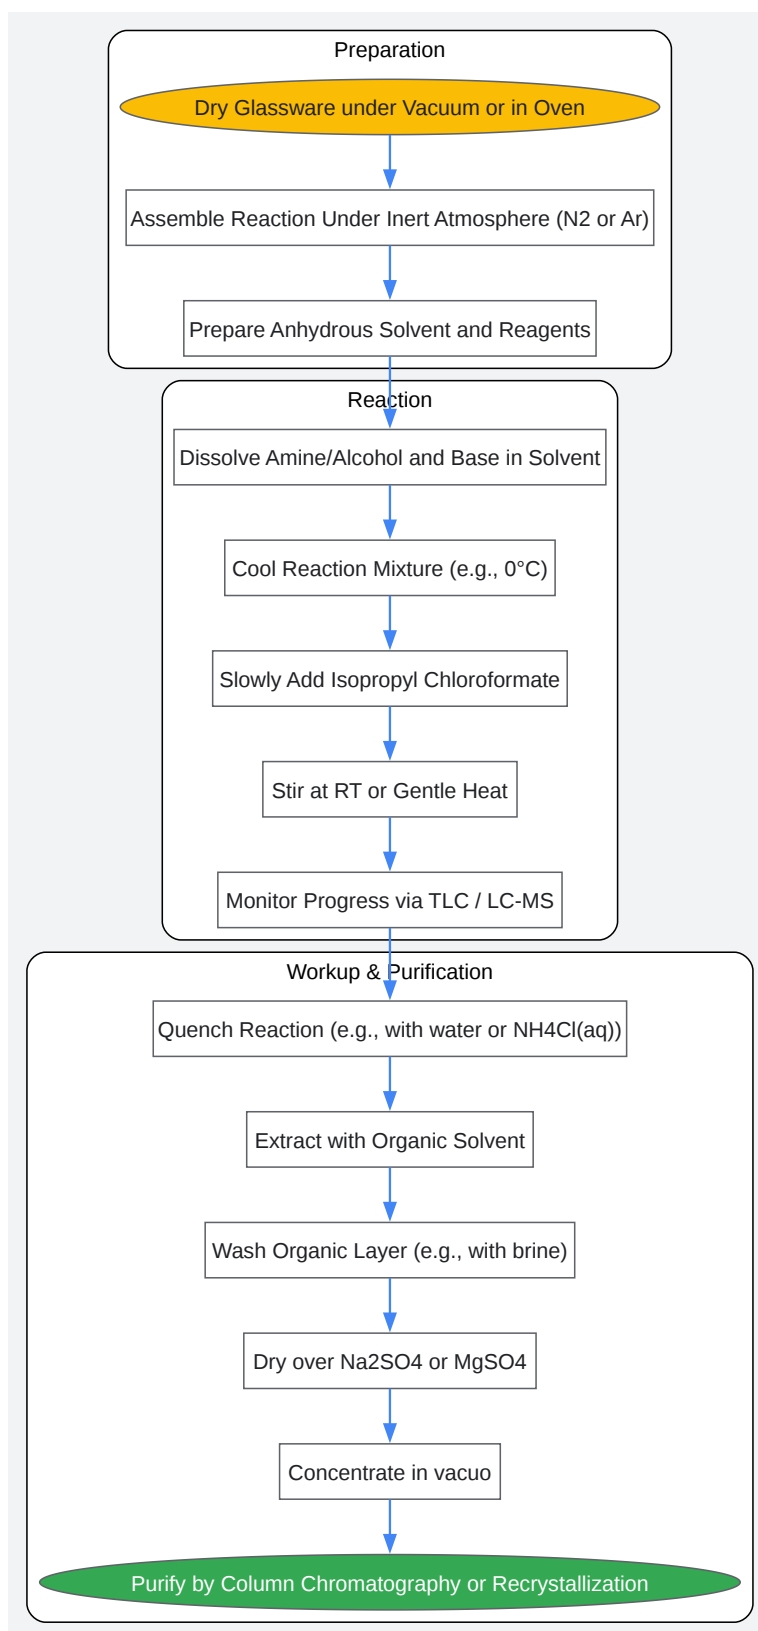 Preparation
Dry Glassware under Vacuum or in Oven
Assemble Reaction Under Inert Atmosphere (N2 or Ar)
Prepare Anhydrous Solvent and Reagents
Reaction
Dissolve Amine/Alcohol and Base in Solvent
Cool Reaction Mixture (e.g., 0°C)
Slowly Add Isopropyl Chloroformate
Stir at RT or Gentle Heat
Monitor Progress via TLC / LC-MS
Workup & Purification
Quench Reaction (e.g., with water or NH4Cl(aq))
Extract with Organic Solvent
Wash Organic Layer (e.g., with brine)
Dry over Na2SO4 or MgSO4
Concentrate in vacuo
Purify by Column Chromatography or Recrystallization